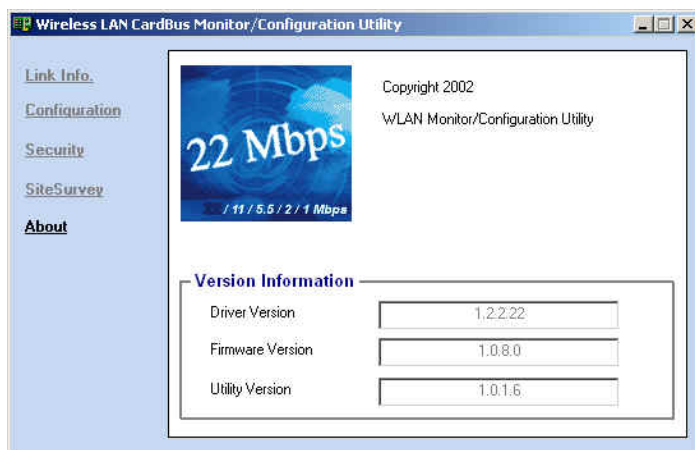 Wireless LAN CardBus Monitor/Configuration Utility
Link Info.
Configuration
Security
SiteSurvey
About
22 Mbps
/ 11 / 5.5 / 2 / 1 Mbps
Copyright 2002
WLAN Monitor/Configuration Utility
Version Information
Driver Version 1.2.2.22
Firmware Version 1.0.8.0
Utility Version 1.0.1.6